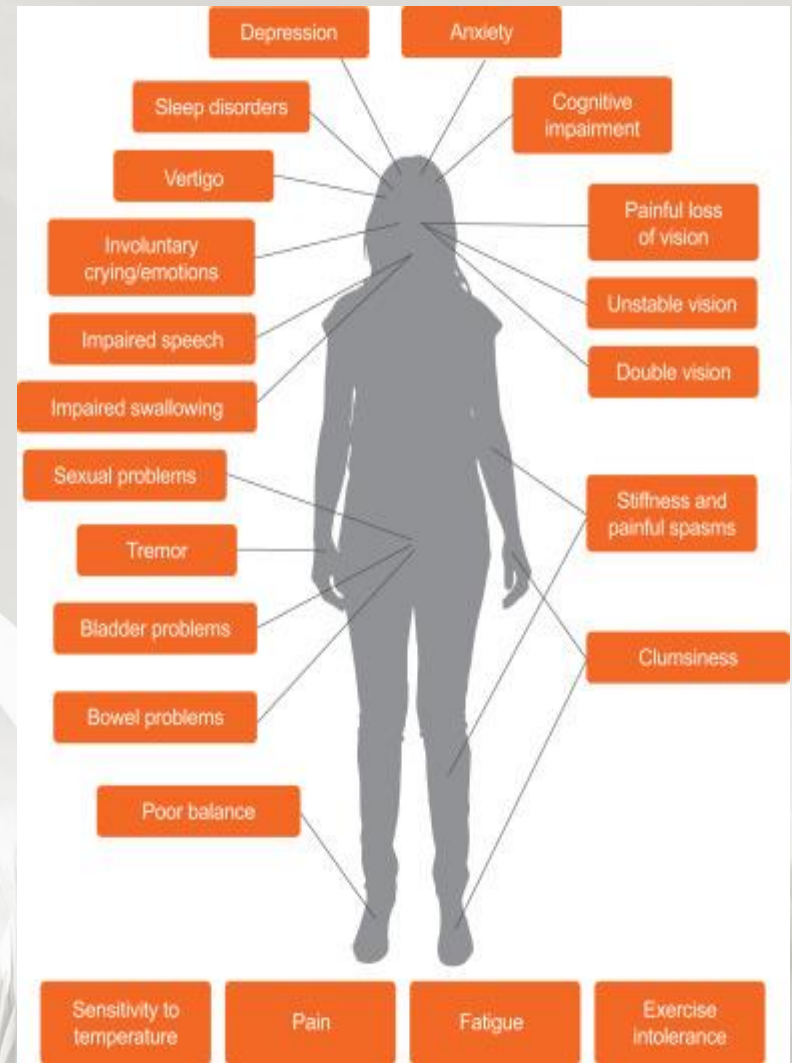 Depression
Anxiety
Sleep disorders
Cognitive
impairment
Vertigo
Painful loss
of vision
Involuntary
crying/emotions
Unstable vision
Impaired speech
Double vision
Impaired swallowing
Sexual problems
Stiffness and
painful spasms
Tremor
Bladder problems
Clumsiness
Bowel problems
Poor balance
Sensitivity to
temperature
Pain
Fatigue
Exercise
intolerance